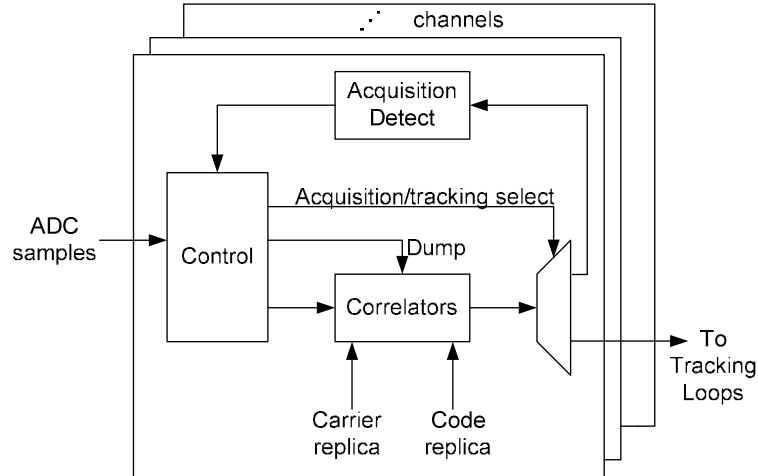 channels
Acquisition
Detect
Acquisition/tracking select
ADC
samples
Control
Dump
Correlators
To
Tracking
Loops
Carrier
replica
Code
replica